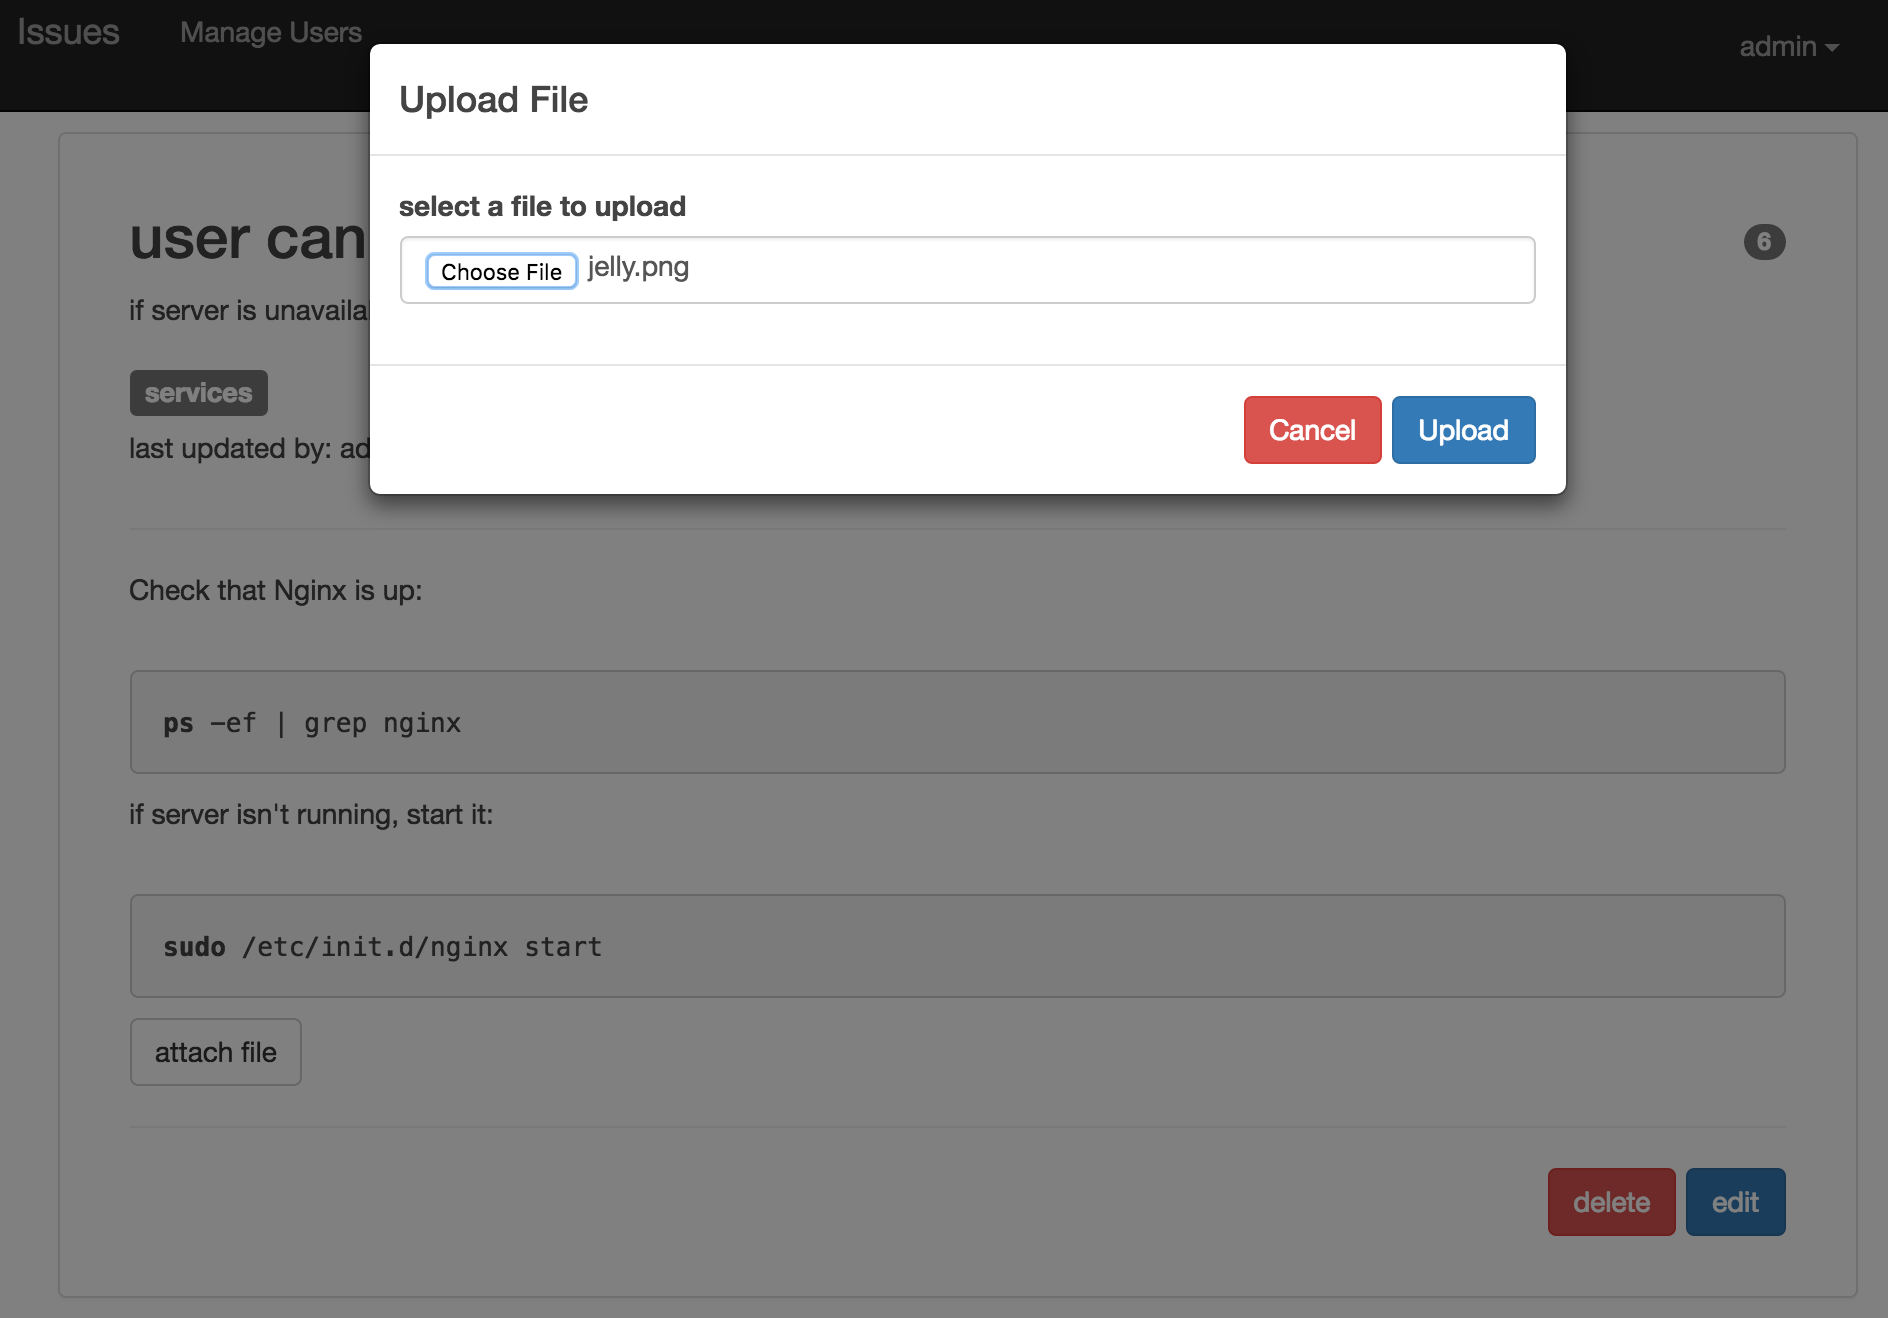 Issues Manage Users admin
Upload File
select a file to upload
Choose File jelly.png
Cancel Upload
user can
6
if server is
services
last updated by:
Check that Nginx is up:
ps -ef | grep nginx
if server isn't running, start it:
sudo /etc/init.d/nginx start
attach file
delete edit